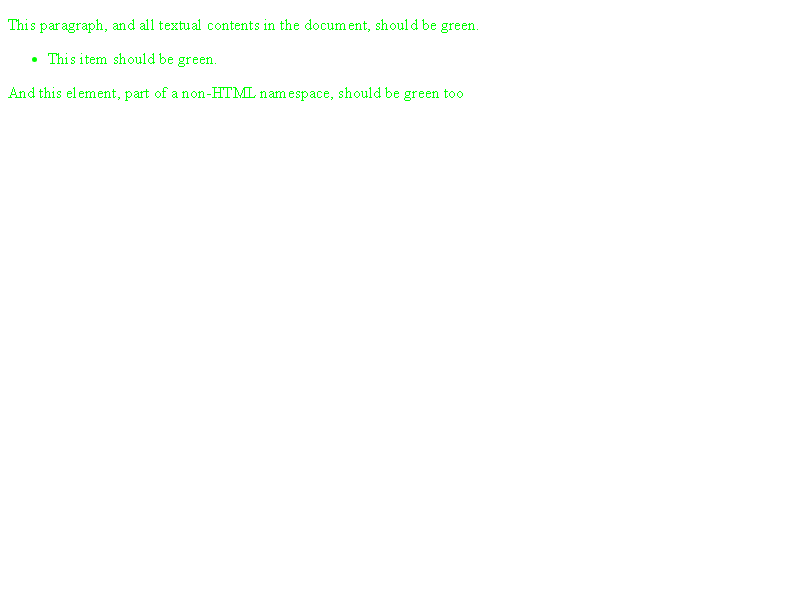 This paragraph, and all textual contents in the document, should be green.
This item should be green.
And this element, part of a non-HTML namespace, should be green too